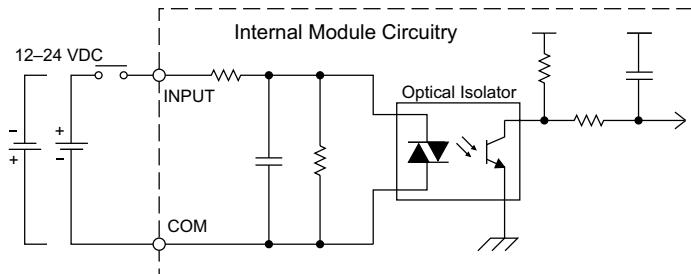 Internal Module Circuitry
12–24 VDC
INPUT
Optical Isolator
–
+
+
–
COM